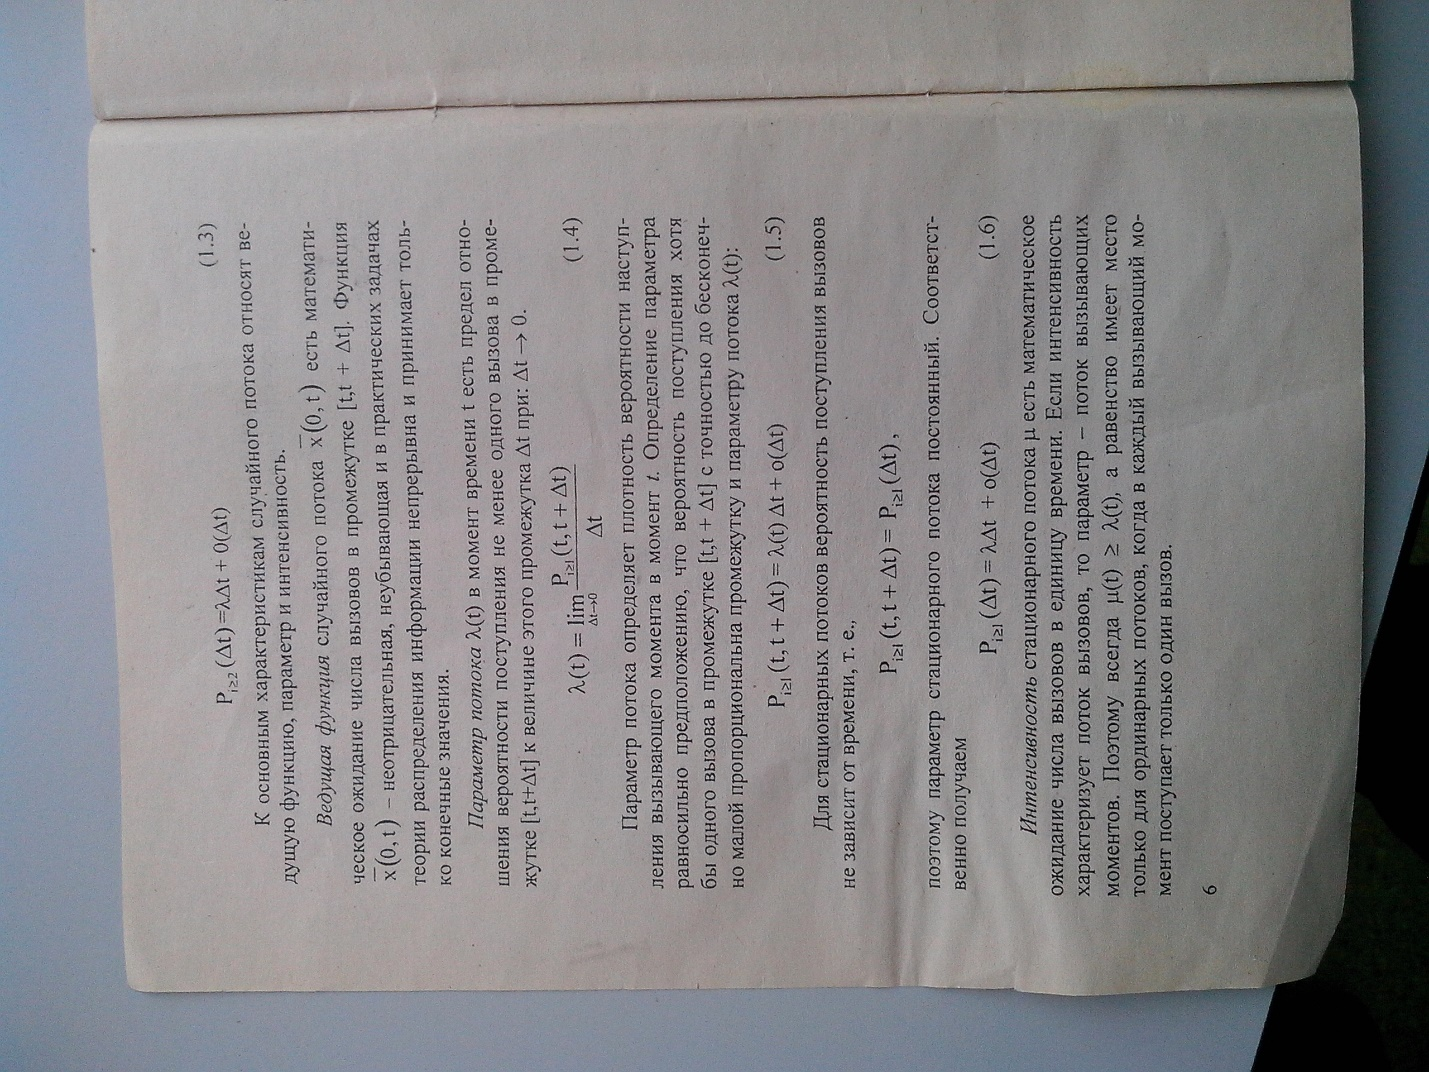 P i≥2 (Δt) =λΔt + 0(Δt) (1.3)
К основным характеристикам случайного потока относят ве-
дущую функцию, параметр и интенсивность.
Ведущая функция случайного потока x̅(0, t) есть математи-
ческое ожидание числа вызовов в промежутке [t,t + Δt]. Функция
x̅(0, t) – неотрицательная, неубывающая и в практических задачах
теории распределения информации непрерывна и принимает толь-
ко конечные значения.
Параметр потока λ(t) в момент времени t есть предел отно-
шения вероятности поступления не менее одного вызова в проме-
жутке [t,t+Δt] к величине этого промежутка Δt при: Δt → 0.
λ(t) = lim Δt→0 P i≥1 (t, t + Δt) / Δt (1.4)
Параметр потока определяет плотность вероятности наступ-
ления вызывающего момента в момент t. Определение параметра
равносильно предположению, что вероятность поступления хотя
бы одного вызова в промежутке [t,t + Δt] с точностью до бесконеч-
но малой пропорциональна промежутку и параметру потока λ(t):
P i≥1 (t, t + Δt) = λ(t) Δt + o(Δt) (1.5)
Для стационарных потоков вероятность поступления вызовов
не зависит от времени, т. е.,
P i≥1 (t, t + Δt) = P i≥1 (Δt),
поэтому параметр стационарного потока постоянный. Соответст-
венно получаем
P i≥1 (Δt) = λΔt + o(Δt) (1.6)
Интенсивность стационарного потока μ есть математическое
ожидание числа вызовов в единицу времени. Если интенсивность
характеризует поток вызовов, то параметр – поток вызывающих
моментов. Поэтому всегда μ(t) ≥ λ(t), а равенство имеет место
только для ординарных потоков, когда в каждый вызывающий мо-
мент поступает только один вызов.
6